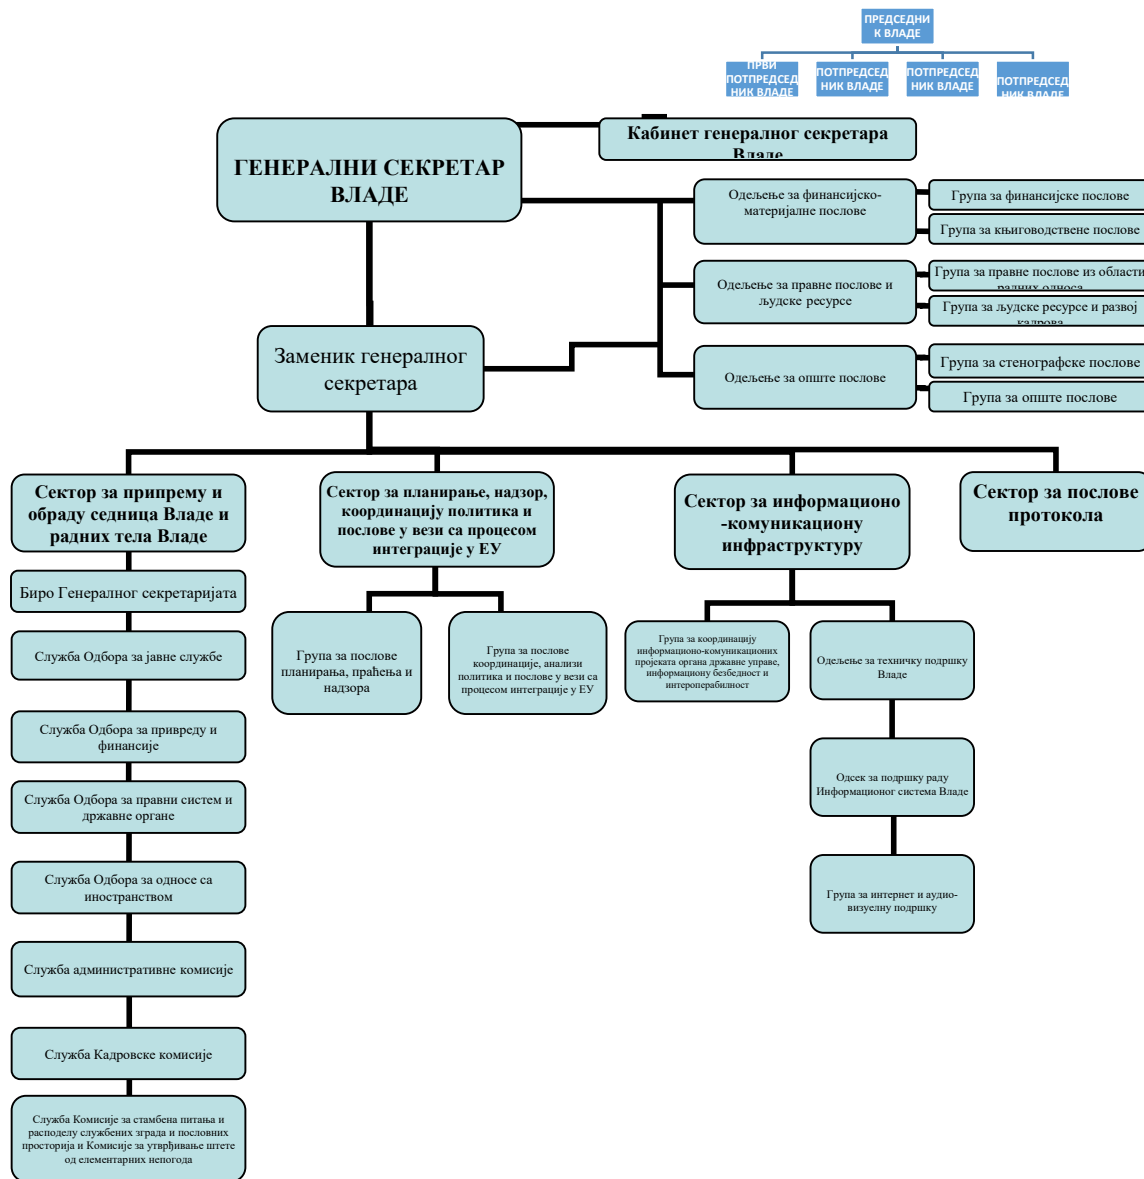 ПРЕДСЕДНИ
К ВЛАДЕ
ПРВИ
ПОТПРЕДСЕД
НИК ВЛАДЕ
ПОТПРЕДСЕД
НИК ВЛАДЕ
ПОТПРЕДСЕД
НИК ВЛАДЕ
ПОТПРЕДСЕД
НИК ВЛАДЕ
ГЕНЕРАЛНИ СЕКРЕТАР
ВЛАДЕ
Кабинет генералног секретара
Владе
Одељење за финансијско-
материјалне послове
Група за финансијске послове
Група за књиговодствене послове
Одељење за правне послове и
људске ресурсе
Група за правне послове из области
радних односа
Група за људске ресурсе и развој
кадрова
Заменик генералног
секретара
Одељење за опште послове
Група за стенографске послове
Група за опште послове
Сектор за припрему и
обраду седница Владе и
радних тела Владе
Сектор за планирање, надзор,
координацију политика и
послове у вези са процесом
интеграције у ЕУ
Сектор за информационо
-комуникациону
инфраструктуру
Сектор за послове
протокола
Биро Генералног секретаријата
Служба Одбора за јавне службе
Служба Одбора за привреду и
финансије
Служба Одбора за правни систем и
државне органе
Служба Одбора за односе са
иностранством
Служба административне комисије
Служба Кадровске комисије
Служба Комисије за стамбена питања и
расподелу службених зграда и пословних
просторија и Комисије за утврђивање штете
од елементарних непогода
Група за послове
планирања, праћења и
надзора
Група за послове
координације, анализи
политика и послове у вези са
процесом интеграције у ЕУ
Група за координацију
информационо-комуникационих
пројеката органа државне управе,
информациону безбедност и
интероперабилност
Одељење за техничку подршку
Владе
Одсек за подршку раду
Информационог система Владе
Група за интернет и аудио-
визуелну подршку